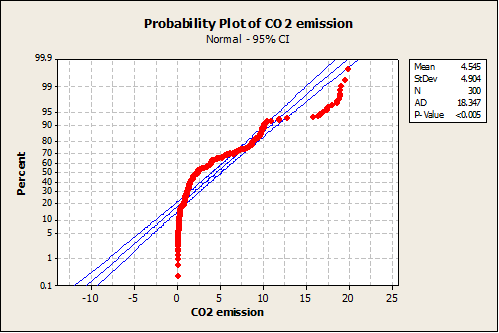 Probability Plot of CO2 emission
Normal - 95% CI
Mean 4.545
StDev 4.904
N 300
AD 18.347
P-Value <0.005
99.9
99
95
90
80
70
60
50
40
30
20
10
5
1
0.1
Percent
-10 -5 0 5 10 15 20 25
CO2 emission